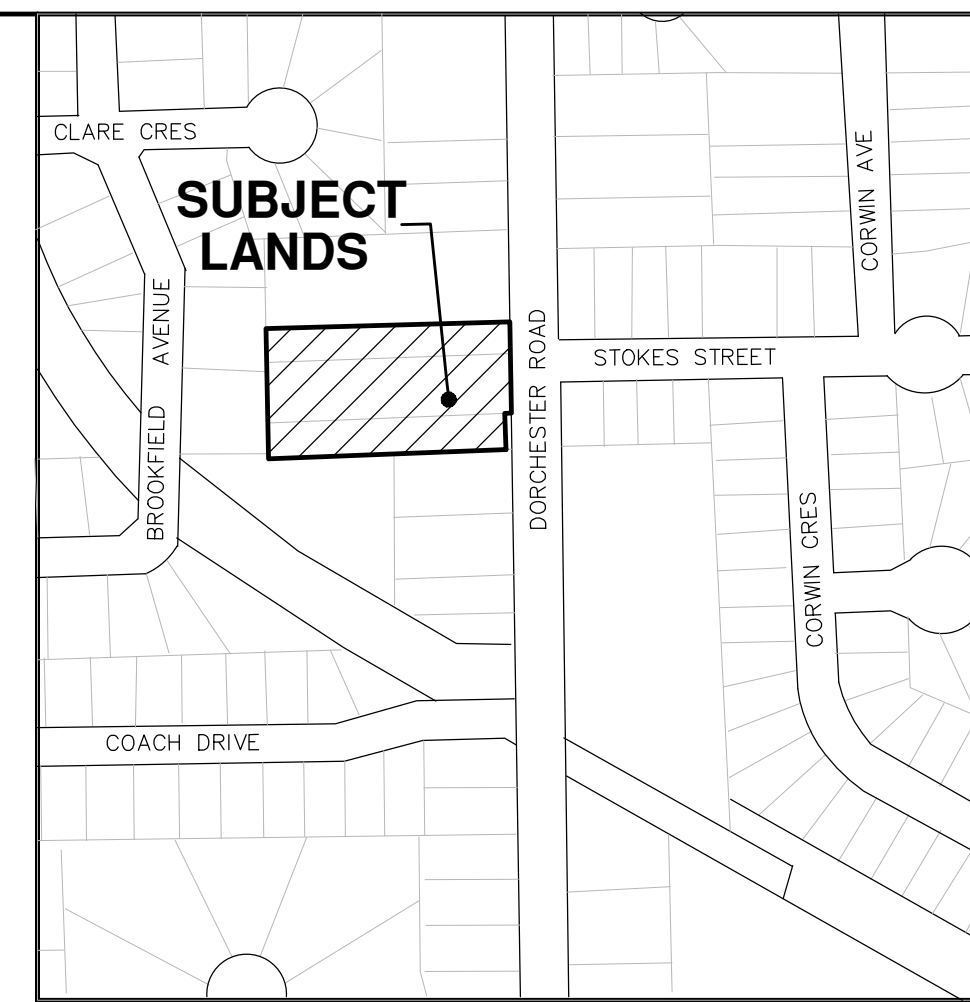 CLARE CRES
SUBJECT
LANDS
CORWIN AVE
BROOKFIELD AVENUE
DORCHESTER ROAD
STOKES STREET
CORWIN CRES
COACH DRIVE